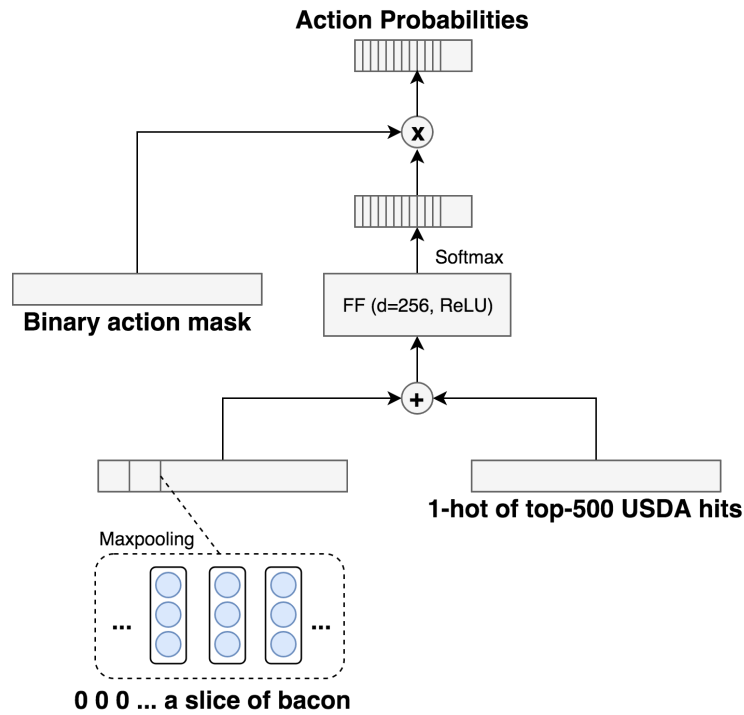 Action Probabilities
x
Softmax
FF (d=256, ReLU)
Binary action mask
+
1-hot of top-500 USDA hits
Maxpooling
... ...
0 0 0 ... a slice of bacon